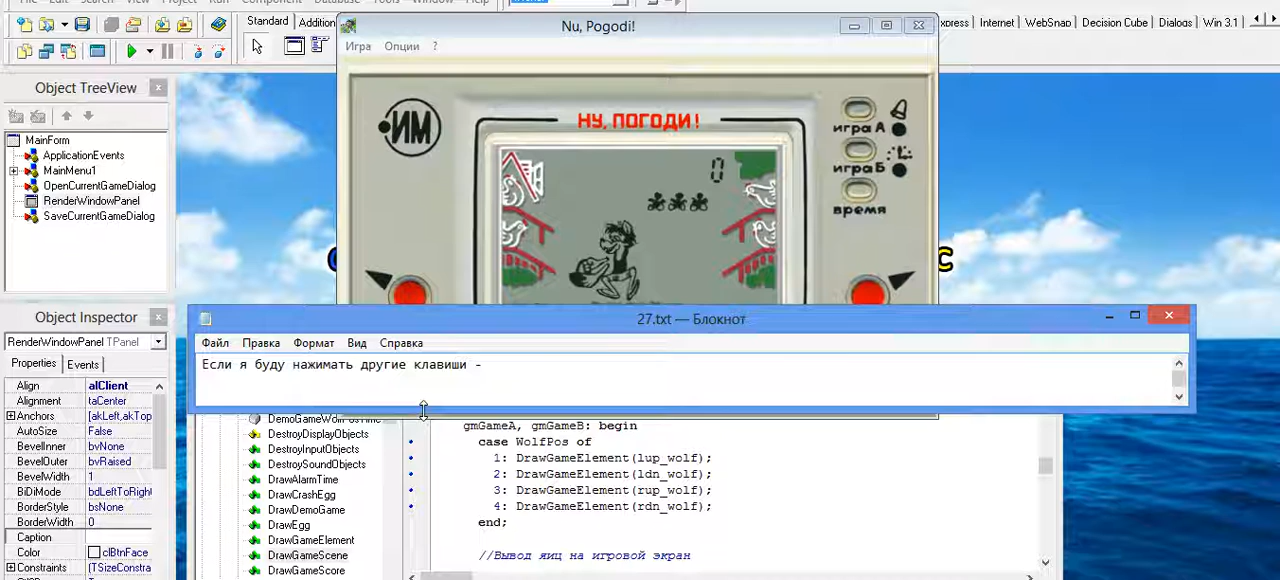 Standard
Addition
xpress
Internet
WebSnap
Decision Cube
Dialogs
Win 3.1
Nu, Pogodi!
Игра
Опции
?
ИМ
НУ, ПОГОДИ!
игра А
игра Б
время
0
Object TreeView
MainForm
ApplicationEvents
MainMenu1
OpenCurrentGameDialog
RenderWindowPanel
SaveCurrentGameDialog
27.txt — Блокнот
Файл
Правка
Формат
Вид
Справка
Если я буду нажимать другие клавиши -
Object Inspector
RenderWindowPanel TPanel
Properties
Events
Align alClient
Alignment taCenter
Anchors [akLeft,akTop
AutoSize False
BevelInner bvNone
BevelOuter bvRaised
BevelWidth 1
BiDiMode bdLeftToRight
BorderStyle bsNone
BorderWidth 0
Caption
Color clBtnFace
Constraints (TSizeConstra
DestroyDisplayObjects
DestroyInputObjects
DestroySoundObjects
DrawAlarmTime
DrawCrashEgg
DrawDemoGame
DrawEgg
DrawGameElement
DrawGameScene
DrawGameScore
gmGameA, gmGameB: begin
case WolfPos of
1: DrawGameElement(lup_wolf);
2: DrawGameElement(ldn_wolf);
3: DrawGameElement(rup_wolf);
4: DrawGameElement(rdn_wolf);
end;
//Вывод яиц на игровой экран